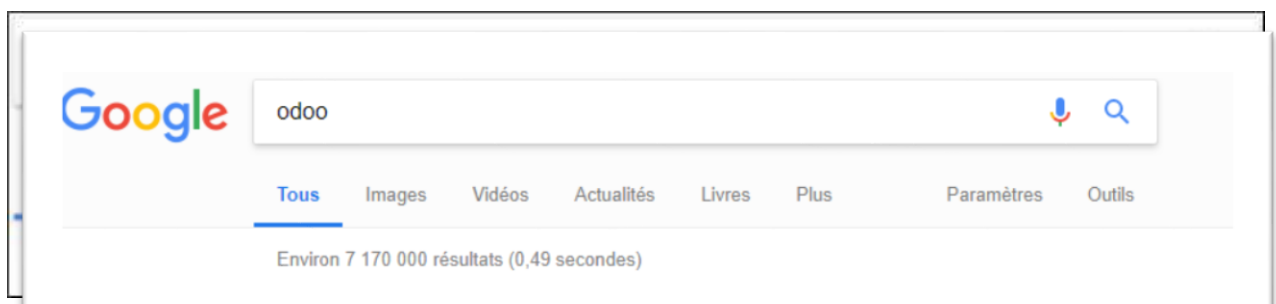 Google odoo
Tous Images Vidéos Actualités Livres Plus Paramètres Outils
Environ 7 170 000 résultats (0,49 secondes)